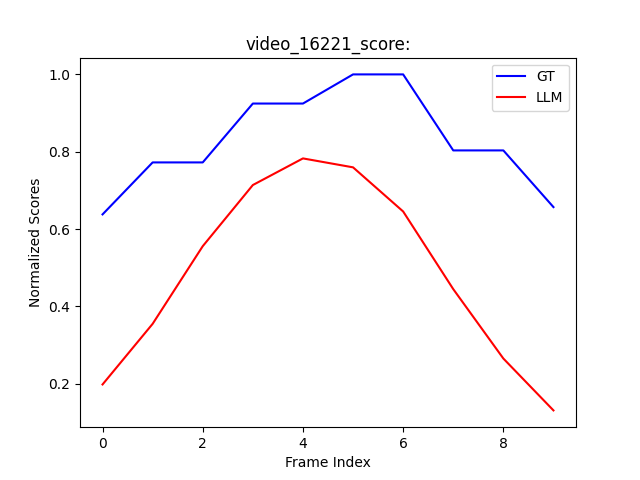 video_16221_score:
GT
LLM
Normalized Scores
1.0
0.8
0.6
0.4
0.2
0 2 4 6 8
Frame Index